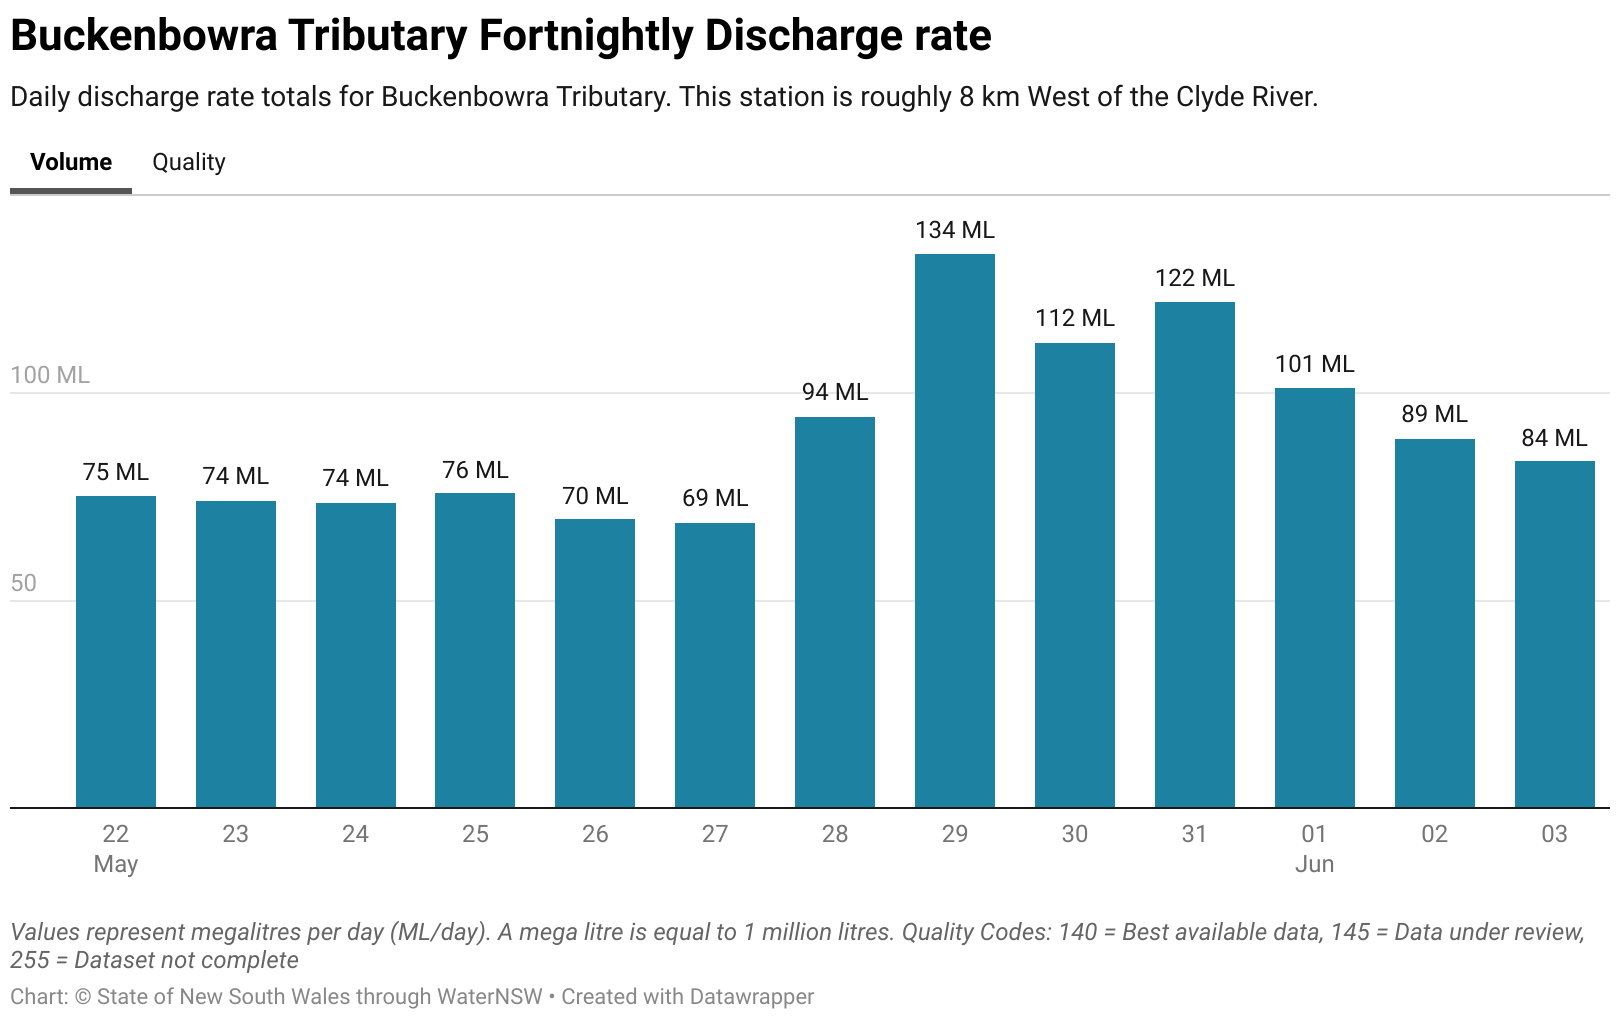 Buckenbowra Tributary Fortnightly Discharge rate
Daily discharge rate totals for Buckenbowra Tributary. This station is roughly 8 km West of the Clyde River.
Volume Quality
134 ML
122 ML
112 ML
101 ML
100 ML
94 ML
89 ML
84 ML
75 ML 74 ML 74 ML 76 ML 70 ML 69 ML
50
22 23 24 25 26 27 28 29 30 31 01 02 03
May Jun
Values represent megalitres per day (ML/day). A mega litre is equal to 1 million litres. Quality Codes: 140 = Best available data, 145 = Data under review,
255 = Dataset not complete
Chart: © State of New South Wales through WaterNSW • Created with Datawrapper